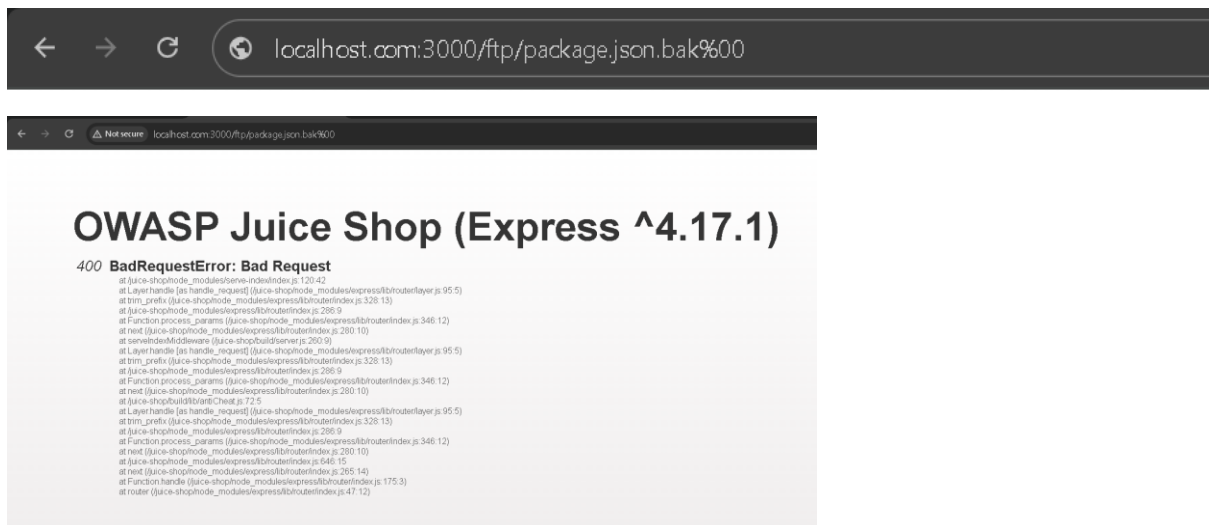 localhost.com:3000/ftp/package.json.bak%00
Not secure localhost.com:3000/ftp/package.json.bak%00
OWASP Juice Shop (Express ^4.17.1)
400 BadRequestError: Bad Request
at /juice-shop/node_modules/serve-index/index.js:120:42
at Layer.handle [as handle_request] (/juice-shop/node_modules/express/lib/router/layer.js:95:5)
at trim_prefix (/juice-shop/node_modules/express/lib/router/index.js:328:13)
at /juice-shop/node_modules/express/lib/router/index.js:286:9
at Function.process_params (/juice-shop/node_modules/express/lib/router/index.js:346:12)
at next (/juice-shop/node_modules/express/lib/router/index.js:280:10)
at serveIndexMiddleware (/juice-shop/build/server.js:260:9)
at Layer.handle [as handle_request] (/juice-shop/node_modules/express/lib/router/layer.js:95:5)
at trim_prefix (/juice-shop/node_modules/express/lib/router/index.js:328:13)
at /juice-shop/node_modules/express/lib/router/index.js:286:9
at Function.process_params (/juice-shop/node_modules/express/lib/router/index.js:346:12)
at next (/juice-shop/node_modules/express/lib/router/index.js:280:10)
at /juice-shop/build/lib/antiCheat.js:72:5
at Layer.handle [as handle_request] (/juice-shop/node_modules/express/lib/router/layer.js:95:5)
at trim_prefix (/juice-shop/node_modules/express/lib/router/index.js:328:13)
at /juice-shop/node_modules/express/lib/router/index.js:286:9
at Function.process_params (/juice-shop/node_modules/express/lib/router/index.js:346:12)
at next (/juice-shop/node_modules/express/lib/router/index.js:280:10)
at /juice-shop/node_modules/express/lib/router/index.js:646:15
at next (/juice-shop/node_modules/express/lib/router/index.js:265:14)
at Function.handle (/juice-shop/node_modules/express/lib/router/index.js:175:3)
at router (/juice-shop/node_modules/express/lib/router/index.js:47:12)